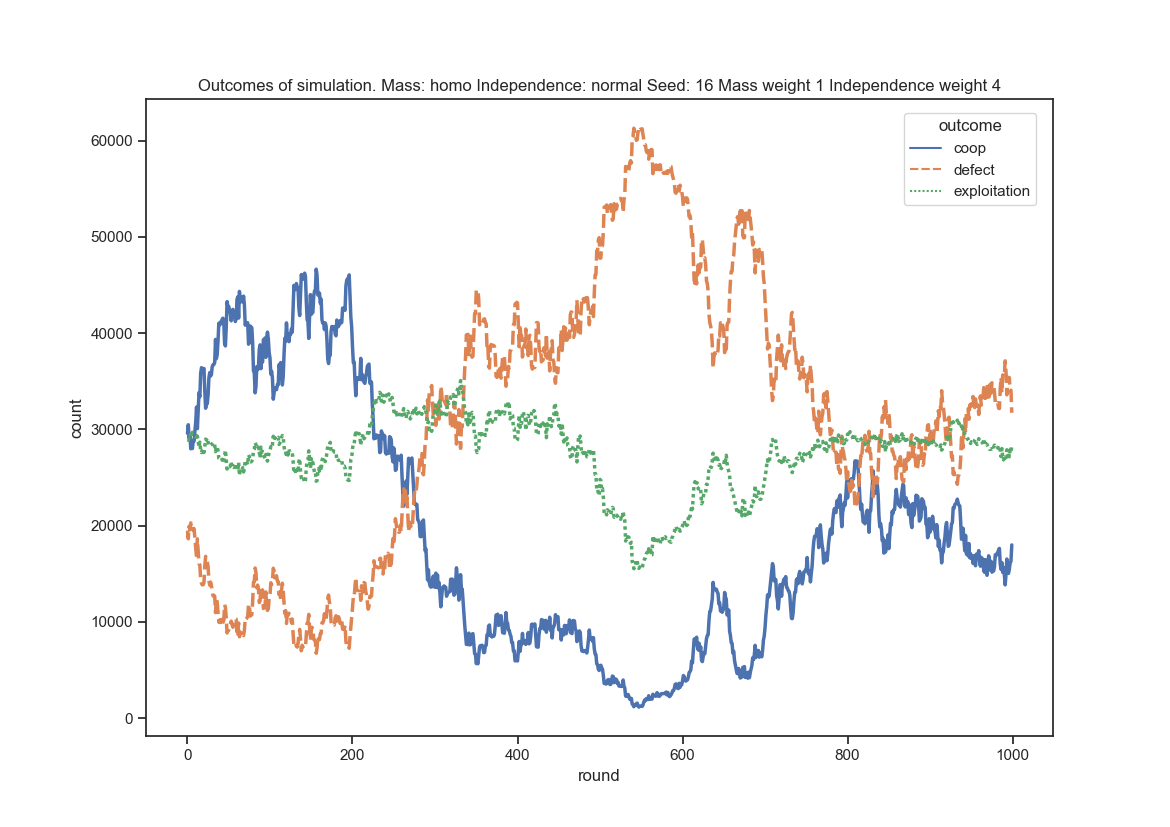 Outcomes of simulation. Mass: homo Independence: normal Seed: 16 Mass weight 1 Independence weight 4
outcome
coop
defect
exploitation
60000
50000
40000
30000
20000
10000
0
count
0 200 400 600 800 1000
round